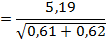 = 5,19 / √(0,61 + 0,62)